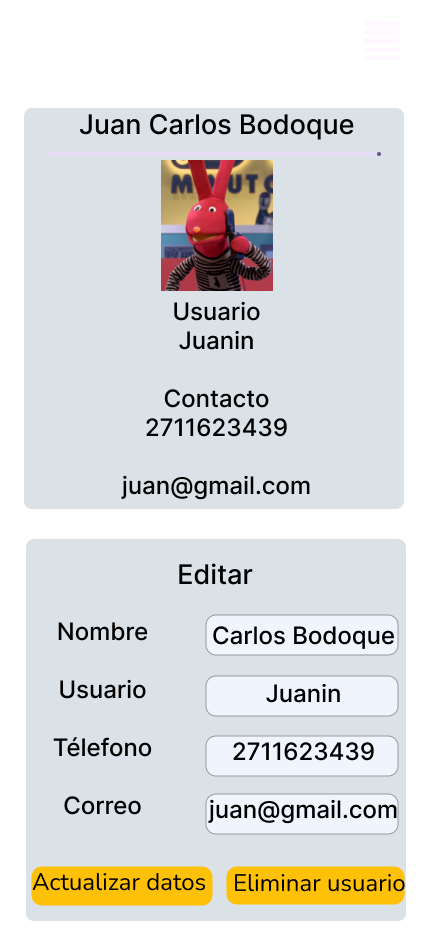 Juan Carlos Bodoque
MINUTO
Usuario
Juanin
Contacto
2711623439
juan@gmail.com
Editar
Nombre Carlos Bodoque
Usuario Juanin
Télefono 2711623439
Correo juan@gmail.com
Actualizar datos Eliminar usuario